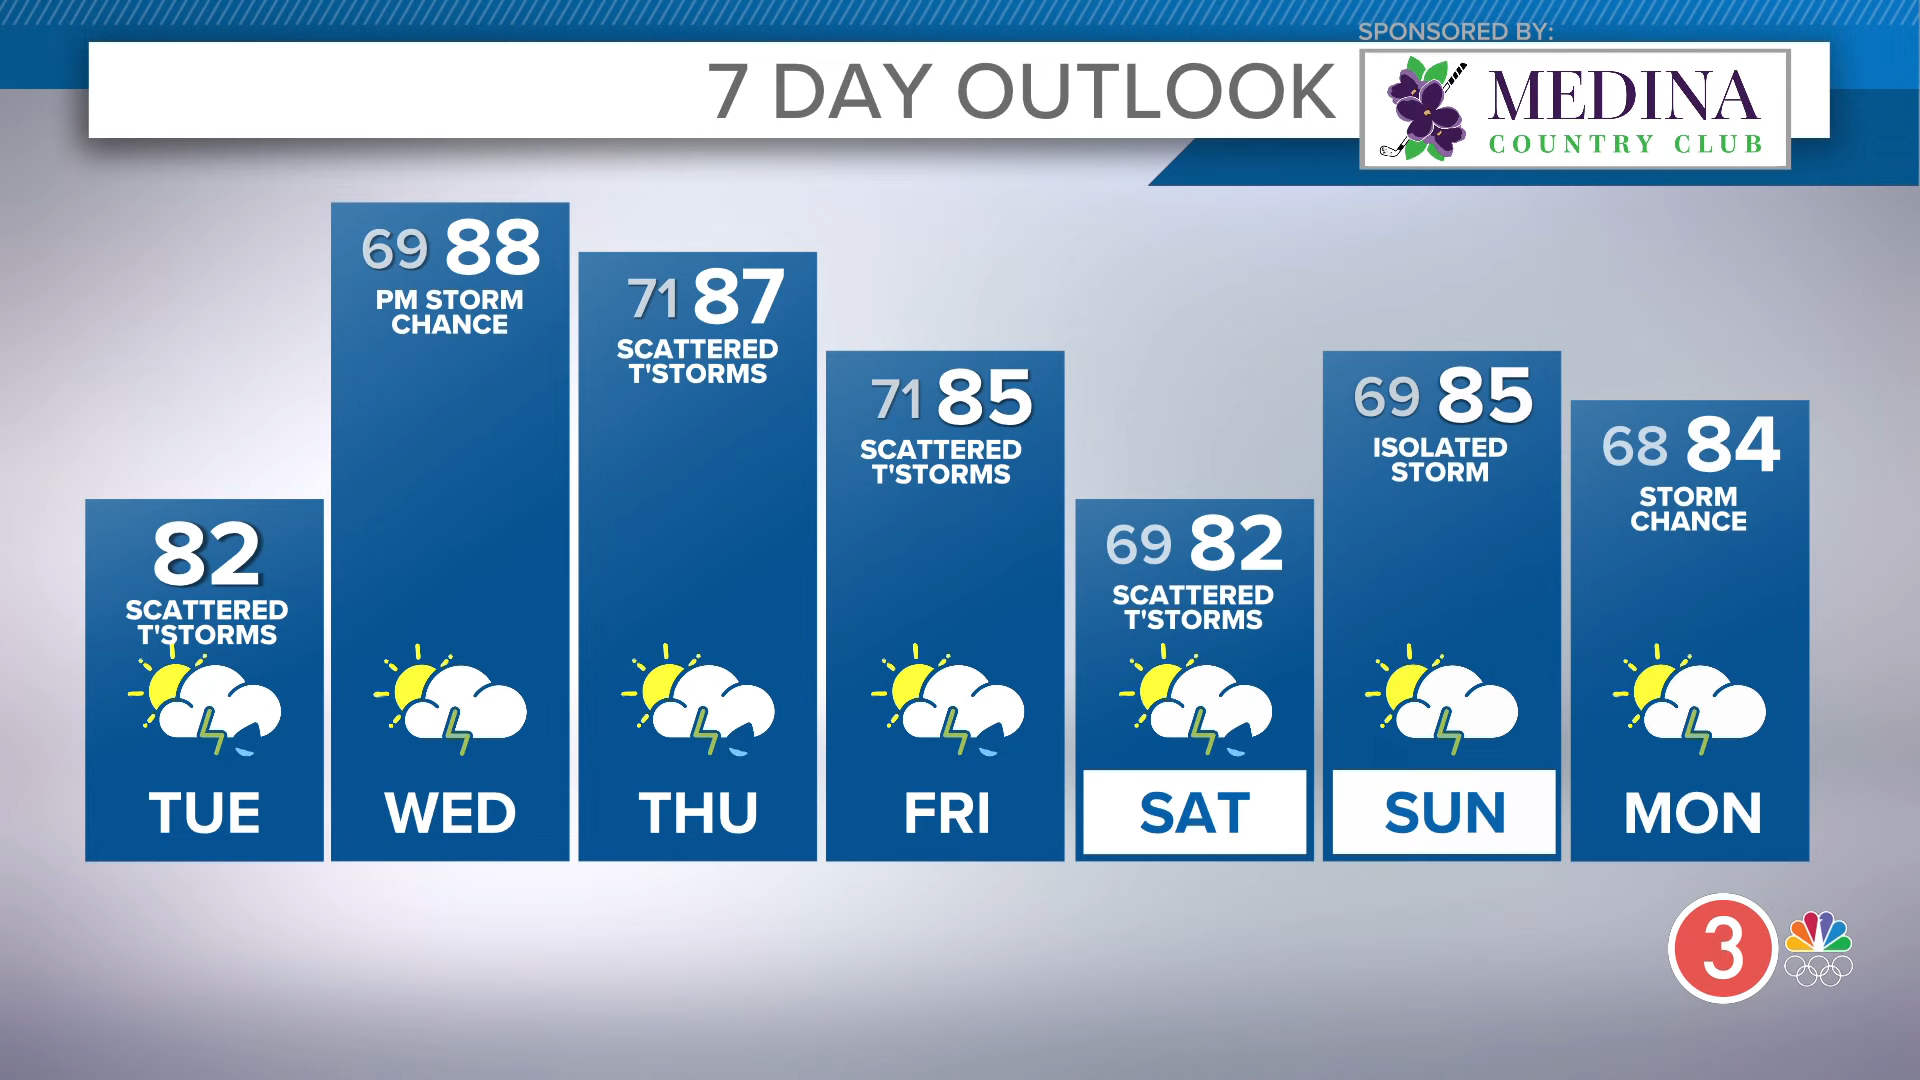 SPONSORED BY:
7 DAY OUTLOOK
MEDINA
COUNTRY CLUB
82
SCATTERED
T'STORMS
TUE
69 88
PM STORM
CHANCE
WED
71 87
SCATTERED
T'STORMS
THU
71 85
SCATTERED
T'STORMS
FRI
69 82
SCATTERED
T'STORMS
SAT
69 85
ISOLATED
STORM
SUN
68 84
STORM
CHANCE
MON
3